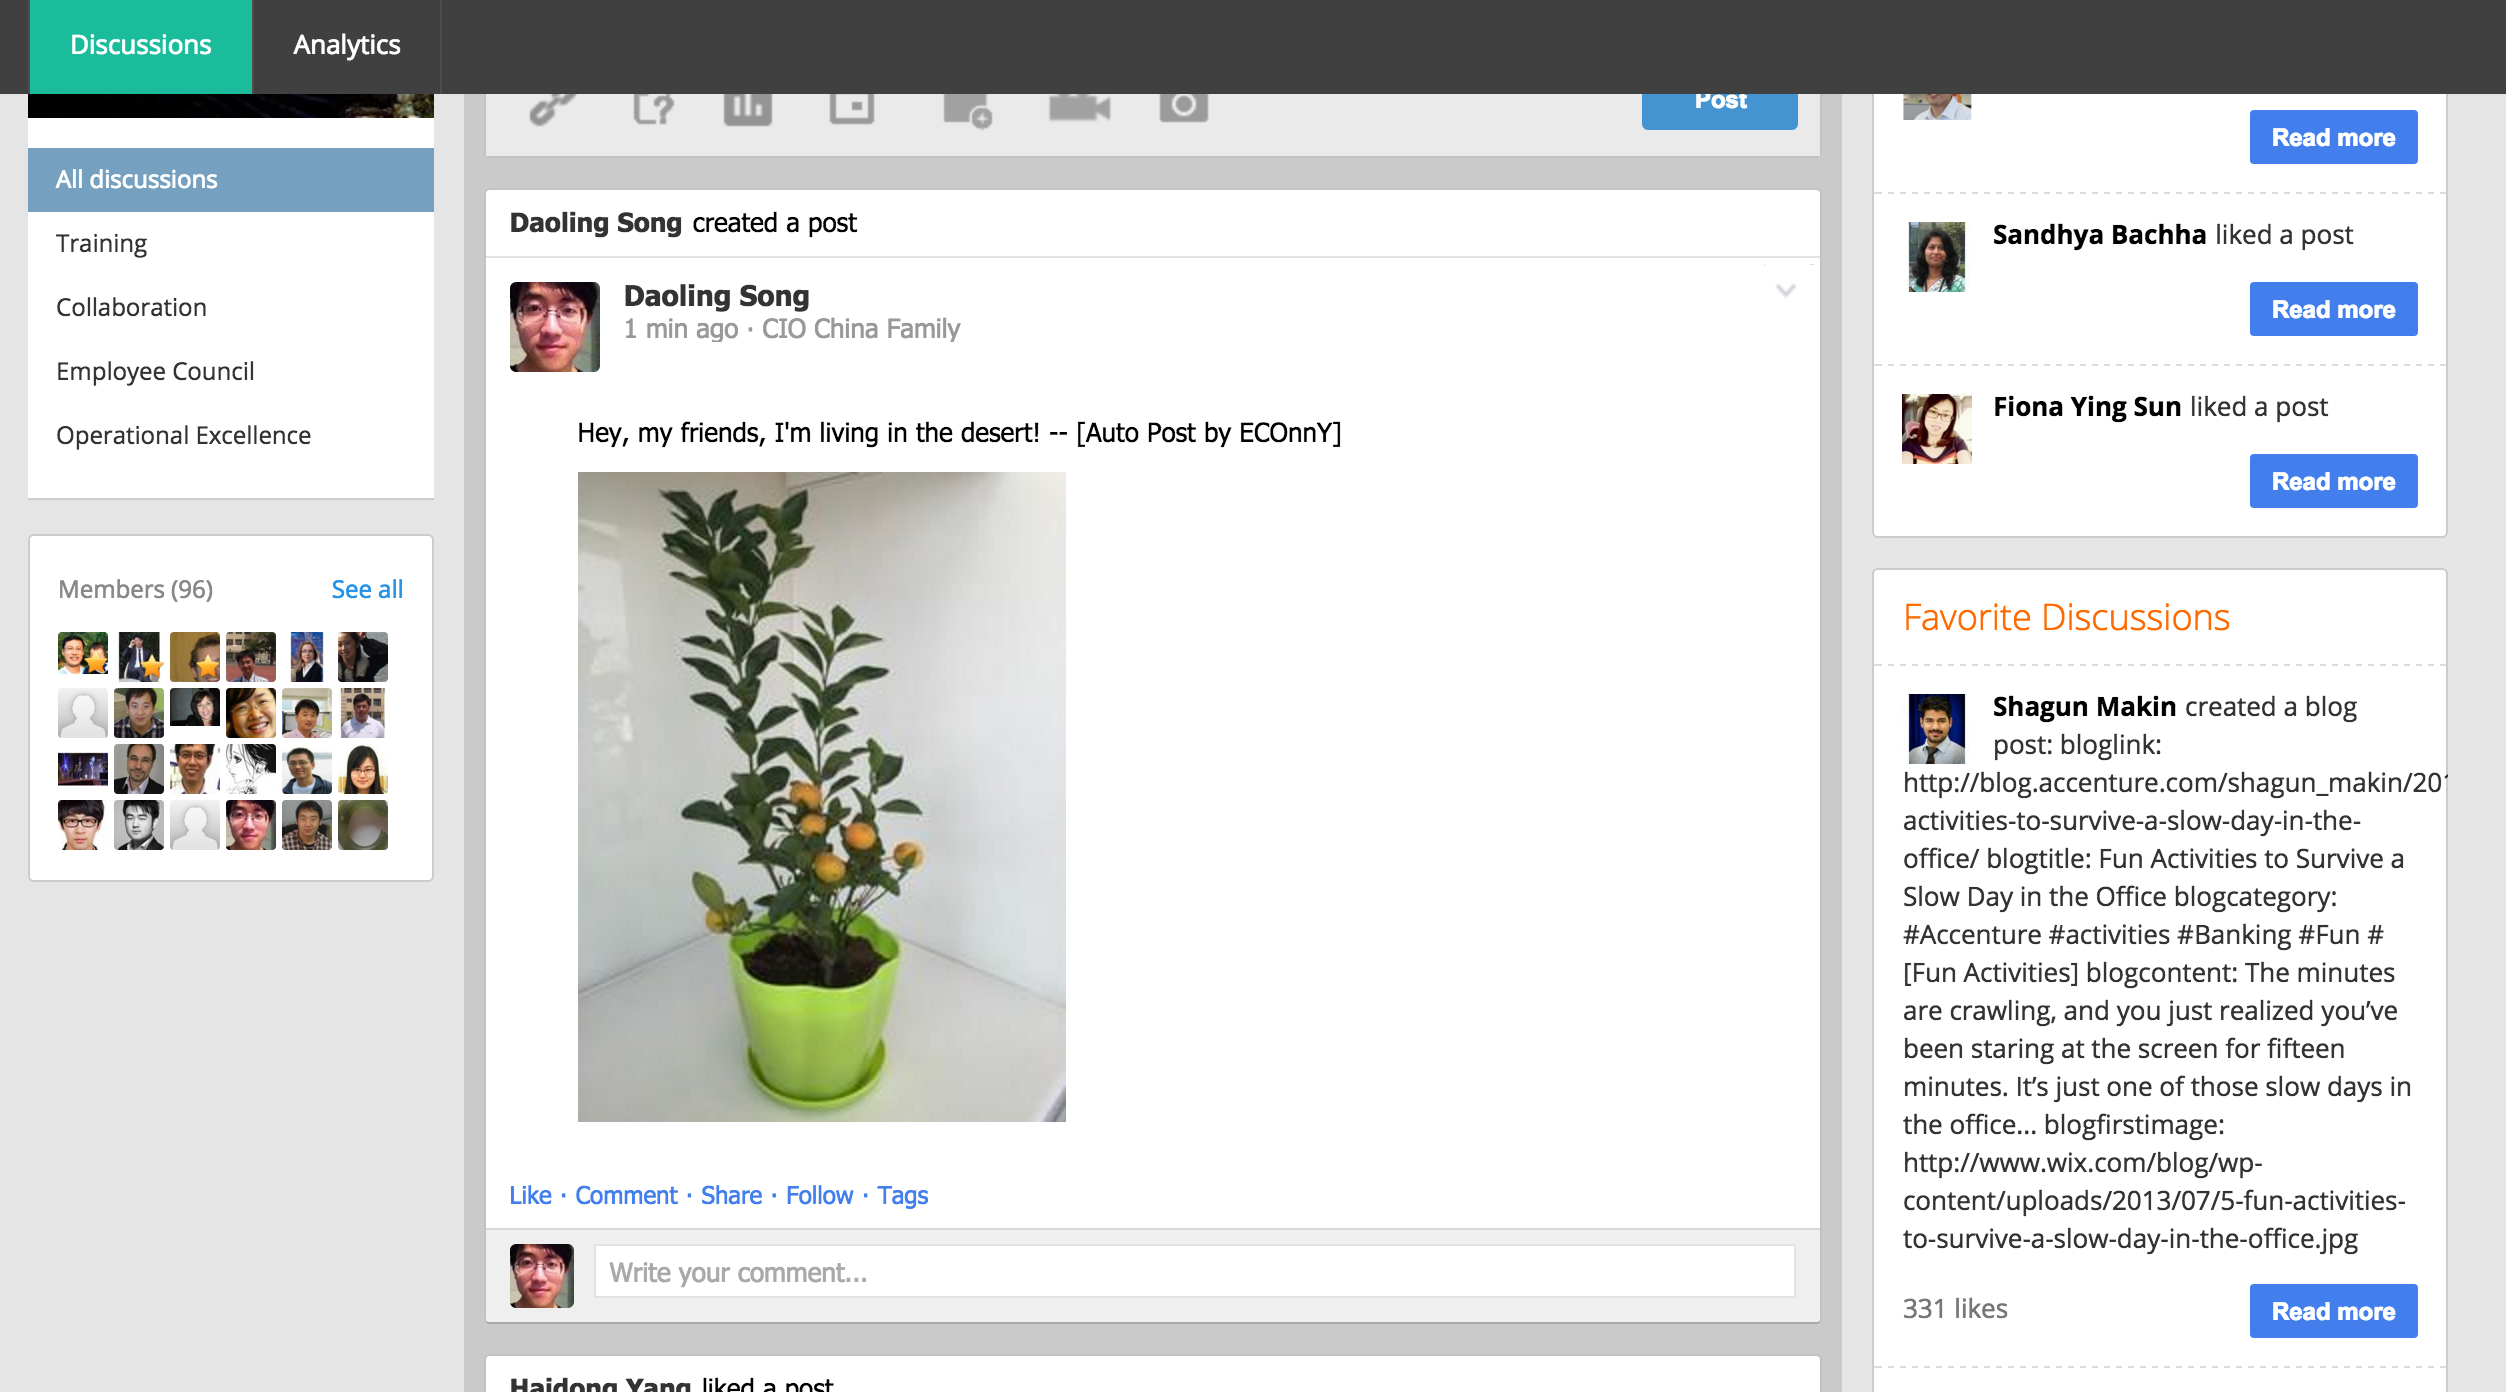 Discussions
Analytics
Post
All discussions
Training
Collaboration
Employee Council
Operational Excellence
Members (96)
See all
Daoling Song created a post
Daoling Song
1 min ago · CIO China Family
Hey, my friends, I'm living in the desert! -- [Auto Post by ECOnnY]
Like · Comment · Share · Follow · Tags
Write your comment...
Haidong Yang liked a post
Read more
Sandhya Bachha liked a post
Read more
Fiona Ying Sun liked a post
Read more
Favorite Discussions
Shagun Makin created a blog
post: bloglink:
http://blog.accenture.com/shagun_makin/201
activities-to-survive-a-slow-day-in-the-
office/ blogtitle: Fun Activities to Survive a
Slow Day in the Office blogcategory:
#Accenture #activities #Banking #Fun #
[Fun Activities] blogcontent: The minutes
are crawling, and you just realized you’ve
been staring at the screen for fifteen
minutes. It’s just one of those slow days in
the office... blogfirstimage:
http://www.wix.com/blog/wp-
content/uploads/2013/07/5-fun-activities-
to-survive-a-slow-day-in-the-office.jpg
331 likes
Read more